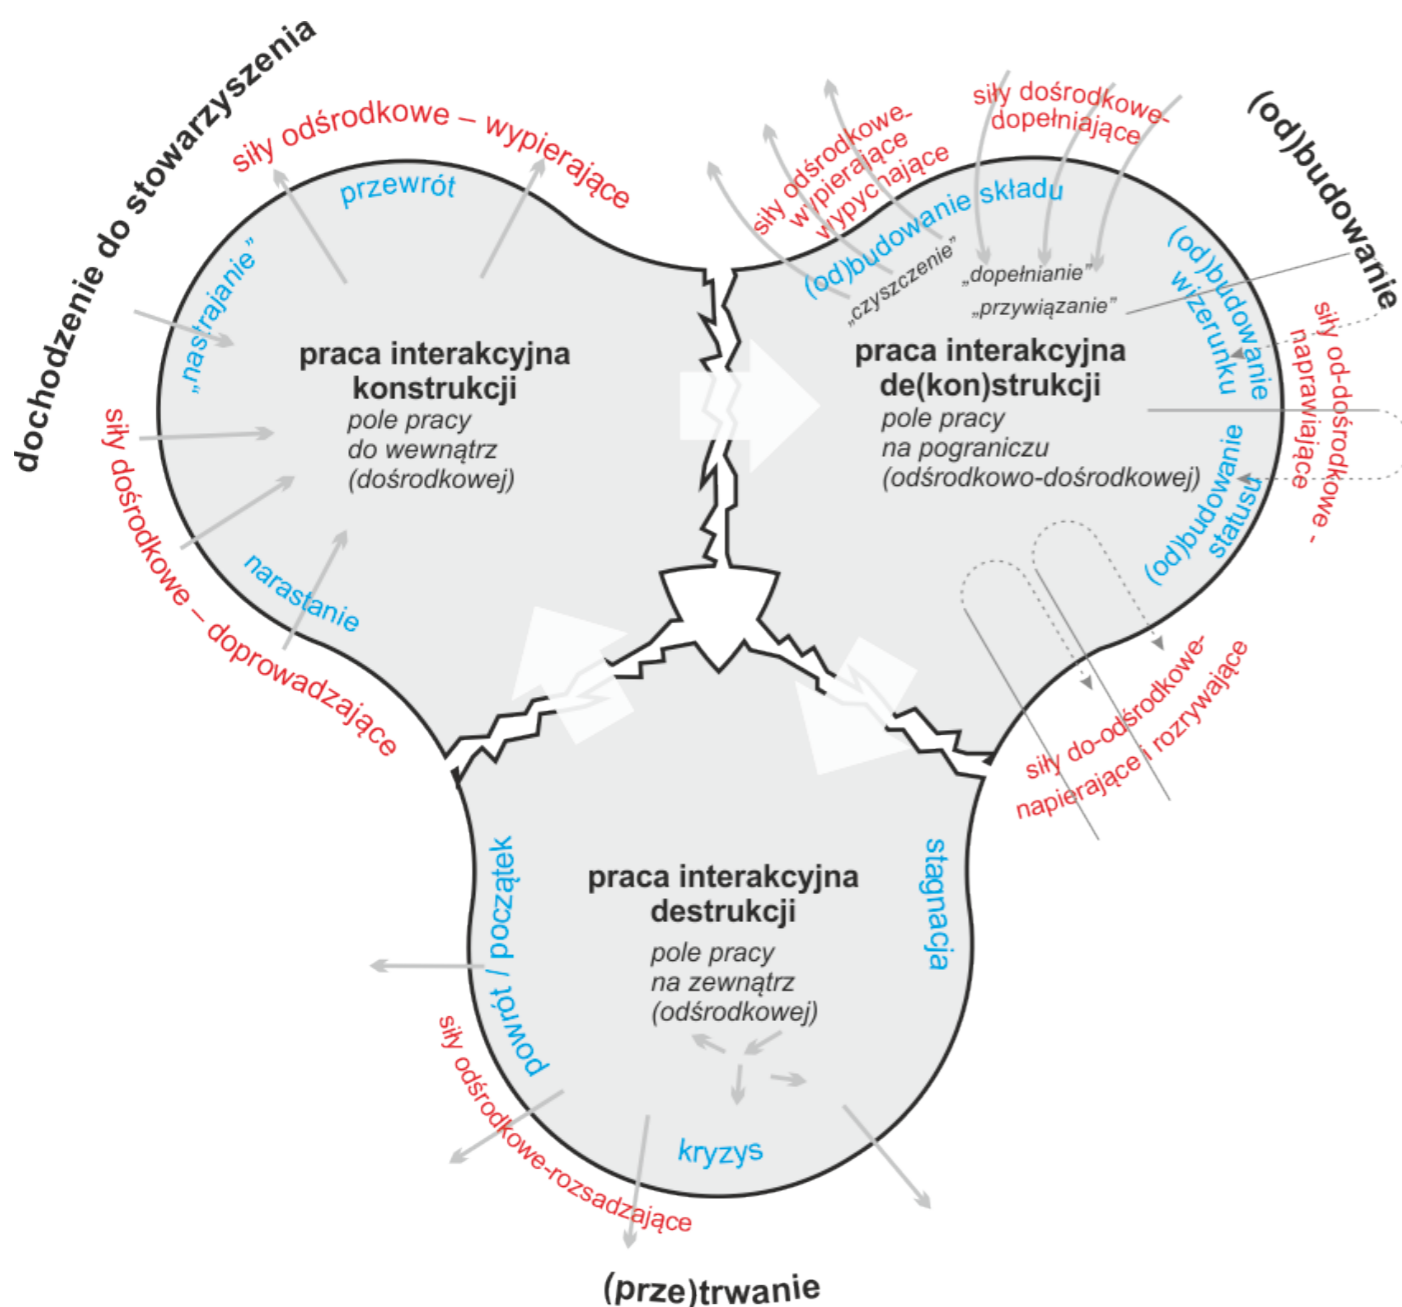 dochodzenie do stowarzyszenia
siły odśrodkowe – wypierające
przewrót
„nastrajanie”
praca interakcyjna
konstrukcji
pole pracy
do wewnątrz
(dośrodkowej)
siły dośrodkowe – doprowadzające
narastanie
(od)budowanie
siły odśrodkowe-
wypierające
wypychające
siły dośrodkowe-
dopełniające
(od)budowanie składu
„czyszczenie”
„dopełnianie”
„przywiązanie”
praca interakcyjna
de(kon)strukcji
pole pracy
na pograniczu
(odśrodkowo-dośrodkowej)
(od)budowanie
wizerunku
siły od-dośrodkowe -
naprawiające
(od)budowanie
statusu
siły do-odśrodkowe-
napierające i rozrywające
praca interakcyjna
destrukcji
pole pracy
na zewnątrz
(odśrodkowej)
stagnacja
powrót / początek
siły odśrodkowe-rozsadzające
kryzys
(prze)trwanie